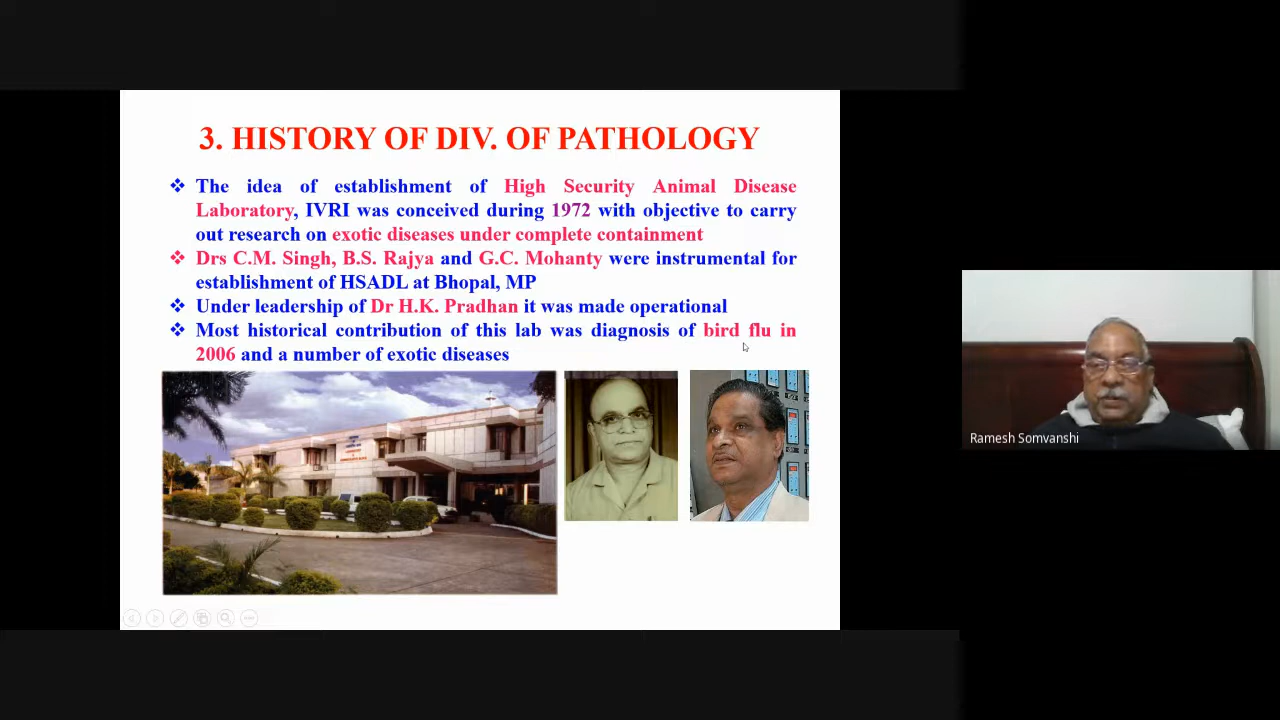 3. HISTORY OF DIV. OF PATHOLOGY
❖ The idea of establishment of High Security Animal Disease
Laboratory, IVRI was conceived during 1972 with objective to carry
out research on exotic diseases under complete containment
❖ Drs C.M. Singh, B.S. Rajya and G.C. Mohanty were instrumental for
establishment of HSADL at Bhopal, MP
❖ Under leadership of Dr H.K. Pradhan it was made operational
❖ Most historical contribution of this lab was diagnosis of bird flu in
2006 and a number of exotic diseases
Ramesh Somvanshi